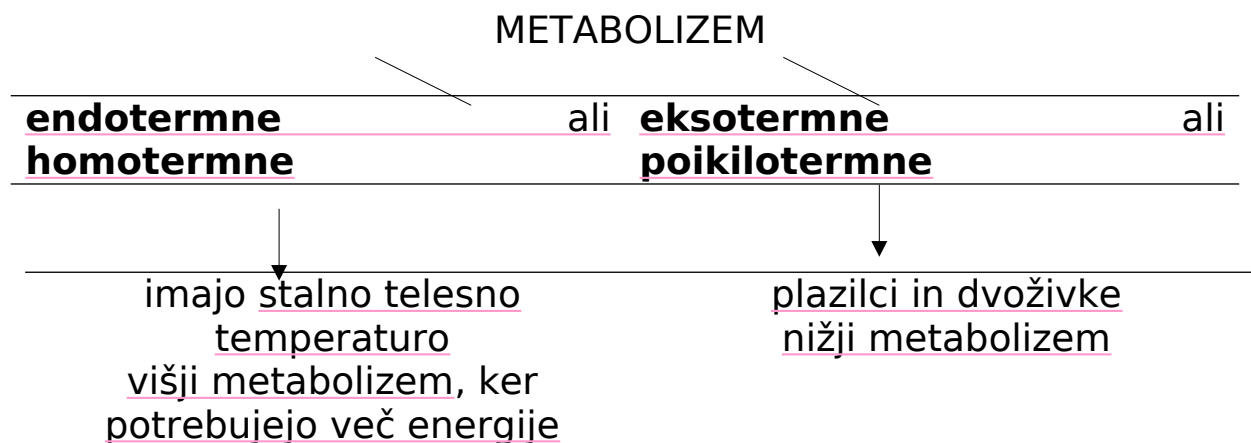 METABOLIZEM
endotermne ali
homotermne
eksotermne ali
poikilotermne
imajo stalno telesno
temperaturo
višji metabolizem, ker
potrebujejo več energije
plazilci in dvoživke
nižji metabolizem